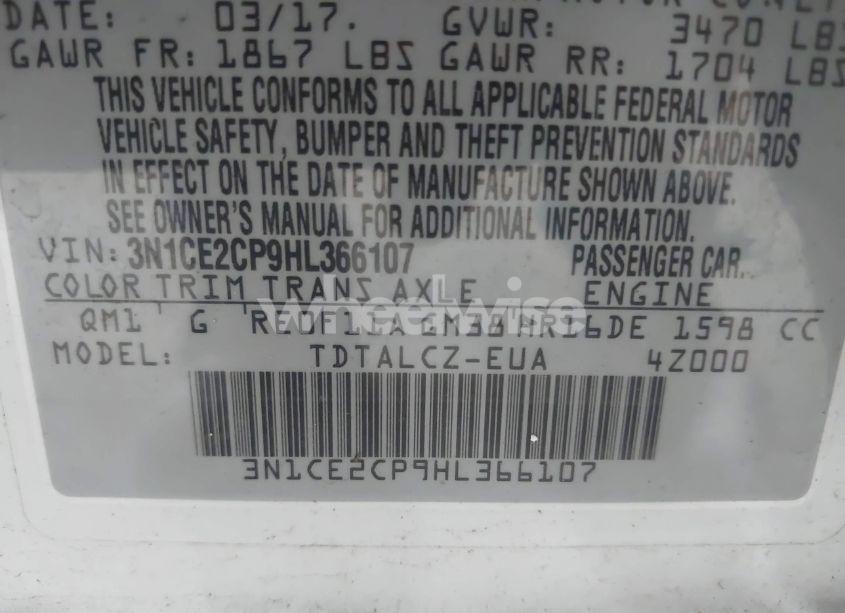 DATE: 03/17. GVWR: 3470 LBS
GAWR FR: 1867 LBS GAWR RR: 1704 LBS
THIS VEHICLE CONFORMS TO ALL APPLICABLE FEDERAL MOTOR
VEHICLE SAFETY, BUMPER AND THEFT PREVENTION STANDARDS
IN EFFECT ON THE DATE OF MANUFACTURE SHOWN ABOVE.
SEE OWNER'S MANUAL FOR ADDITIONAL INFORMATION.
VIN: 3N1CE2CP9HL366107 PASSENGER CAR.
COLOR TRIM TRANS AXLE ENGINE
wheelwise
QM1 G RE0F11A GM38 HR16DE 1598 CC
MODEL: TDTALCZ-EUA 4Z000
3N1CE2CP9HL366107